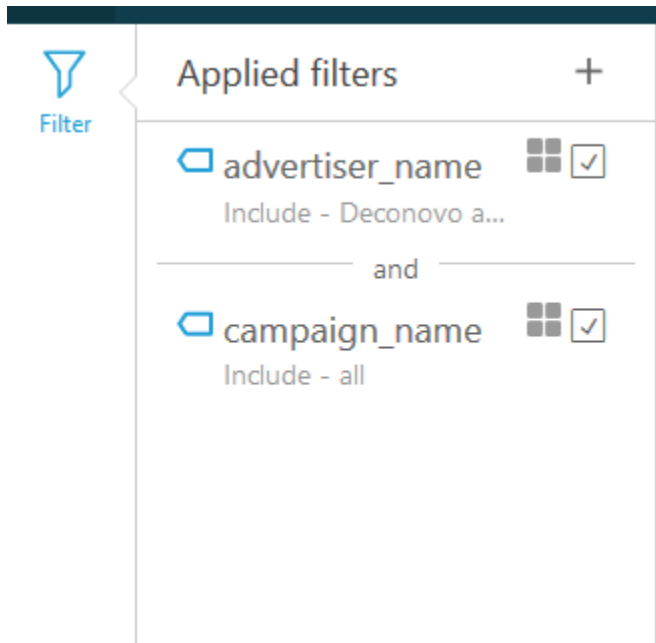 Filter
Applied filters +
advertiser_name
Include - Deconovo a...
and
campaign_name
Include - all